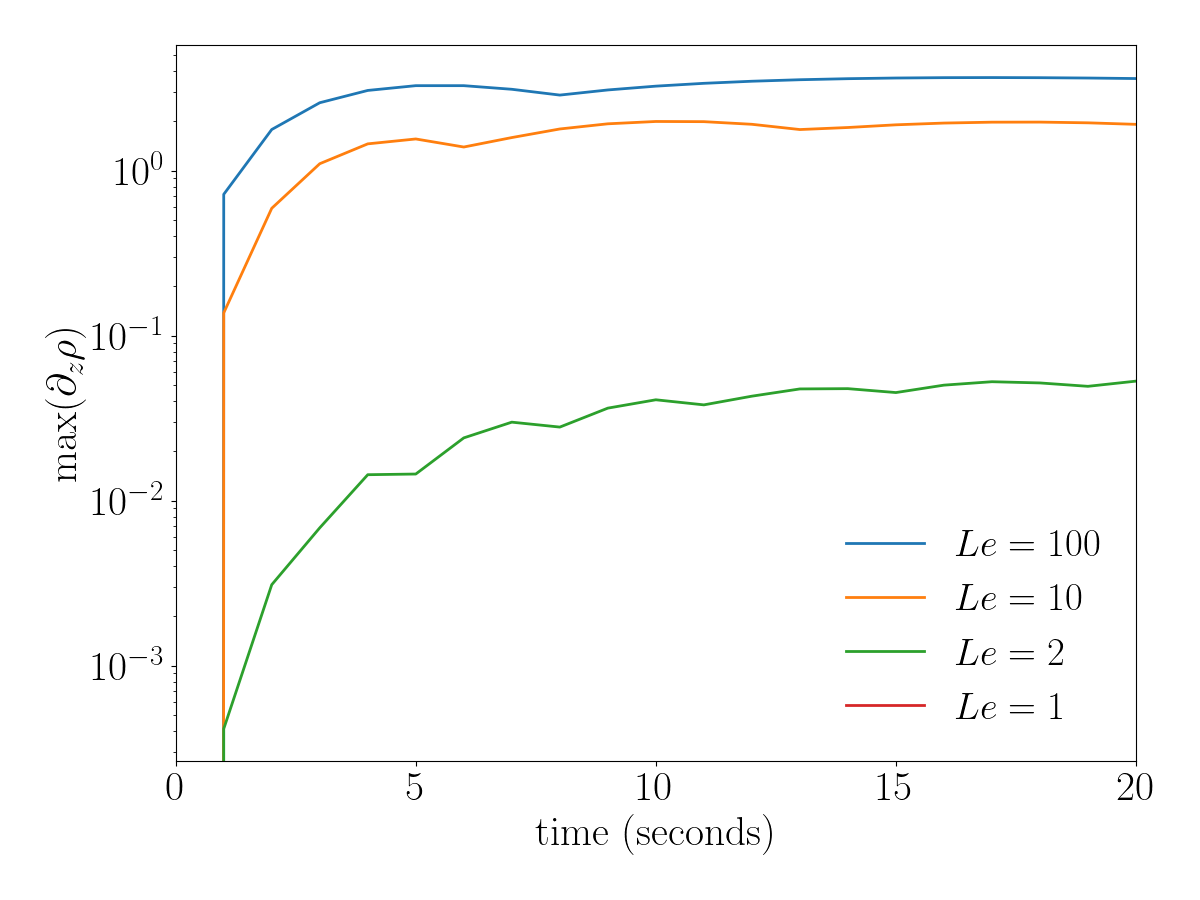 max(∂_zρ)
10^0
10^{-1}
10^{-2}
10^{-3}
Le = 100
Le = 10
Le = 2
Le = 1
0 5 10 15 20
time (seconds)